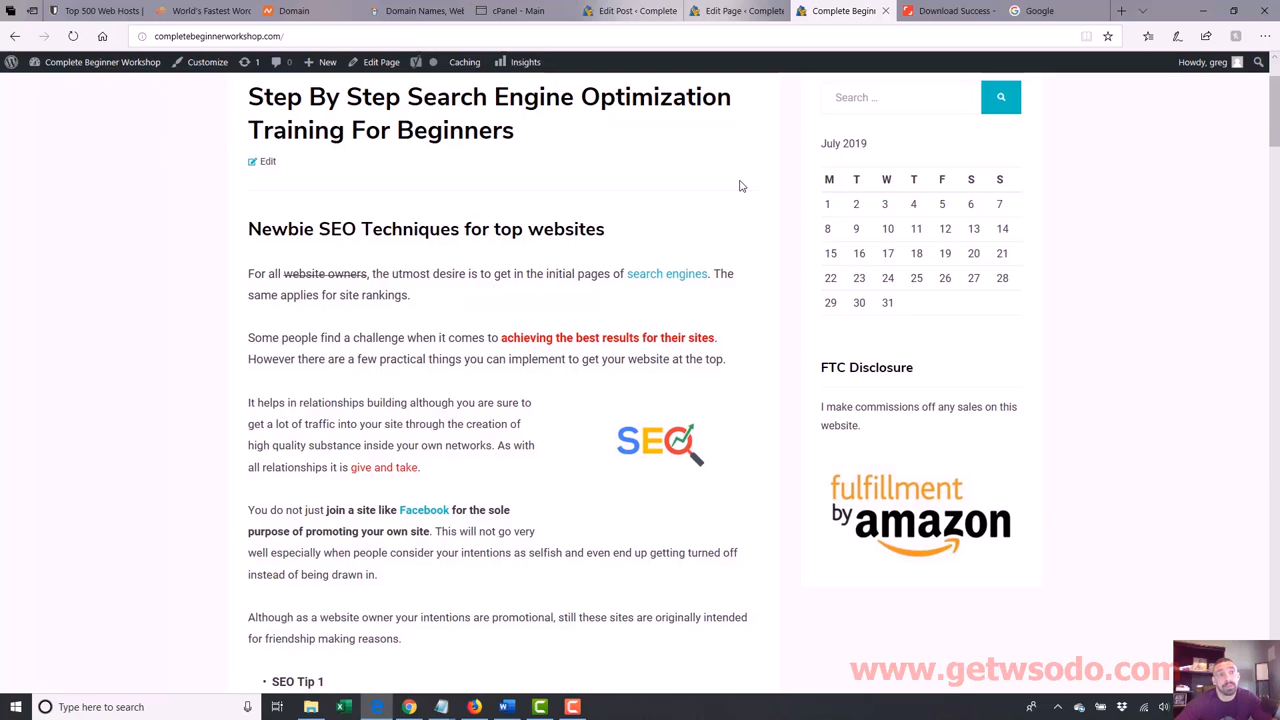 Top 500 Web Hosts |
World's Fastest Word
Domain
Domain Names, Web
cPanel - Main
Edit Post ‹ Complete
Edit Page ‹ Complete
Complete Begin
Download Success -
Google
completebeginnerworkshop.com/
Complete Beginner Workshop
Customize
1
0
New
Edit Page
Caching
Insights
Howdy, greg
Step By Step Search Engine Optimization
Training For Beginners
Edit
Newbie SEO Techniques for top websites
For all website owners, the utmost desire is to get in the initial pages of search engines. The
same applies for site rankings.
Some people find a challenge when it comes to achieving the best results for their sites.
However there are a few practical things you can implement to get your website at the top.
It helps in relationships building although you are sure to
get a lot of traffic into your site through the creation of
high quality substance inside your own networks. As with
all relationships it is give and take.
SEO
You do not just join a site like Facebook for the sole
purpose of promoting your own site. This will not go very
well especially when people consider your intentions as selfish and even end up getting turned off
instead of being drawn in.
Although as a website owner your intentions are promotional, still these sites are originally intended
for friendship making reasons.
• SEO Tip 1
Search …
July 2019
M T W T F S S
1 2 3 4 5 6 7
8 9 10 11 12 13 14
15 16 17 18 19 20 21
22 23 24 25 26 27 28
29 30 31
FTC Disclosure
I make commissions off any sales on this
website.
fulfillment
by amazon
www.getwsodo.com
Type here to search